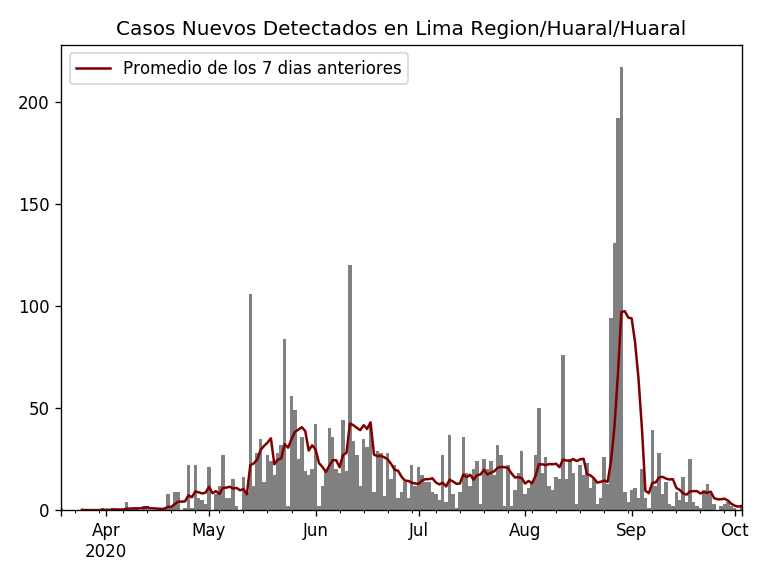 Casos Nuevos Detectados en Lima Region/Huaral/Huaral
Promedio de los 7 dias anteriores
200
150
100
50
0
Apr May Jun Jul Aug Sep Oct
2020